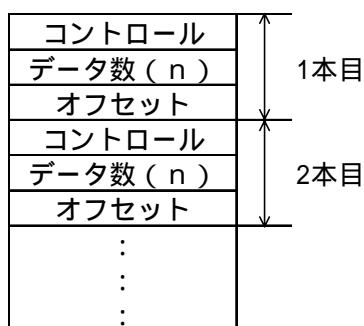 コントロール
データ数(n)
オフセット
1本目
コントロール
データ数(n)
オフセット
2本目
:
:
: